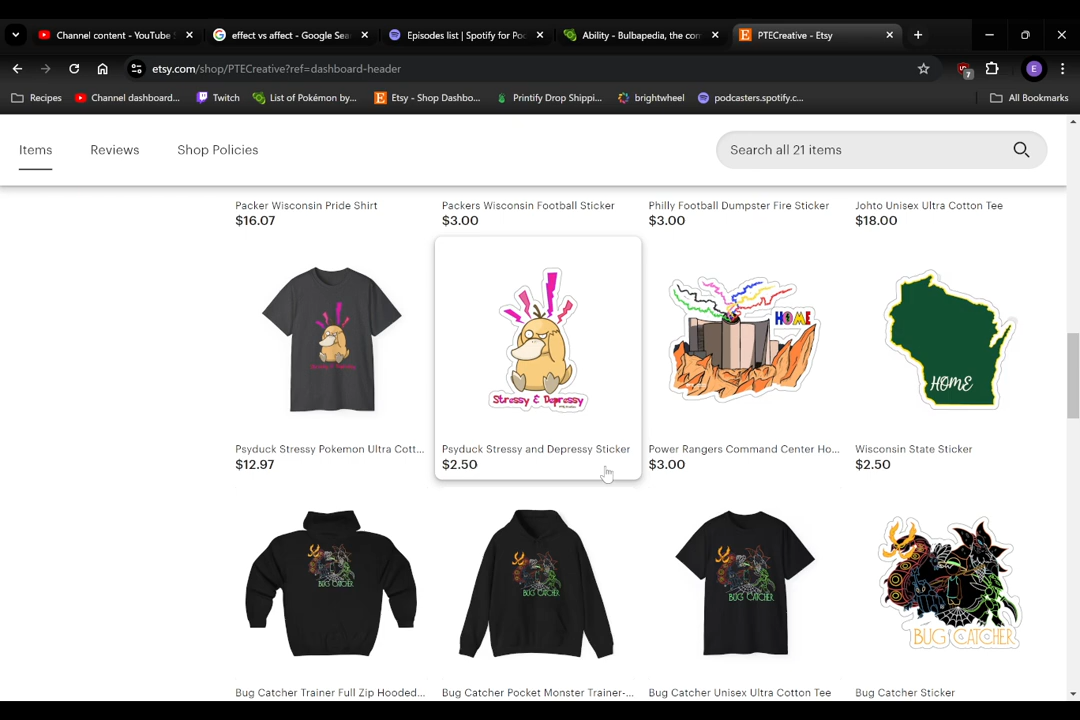 Channel content - YouTube S
effect vs affect - Google Sea
Episodes list | Spotify for Po
Ability - Bulbapedia, the com
PTECreative - Etsy
etsy.com/shop/PTECreative?ref=dashboard-header
7
E
Recipes
Channel dashboard...
Twitch
List of Pokémon by...
Etsy - Shop Dashbo...
Printify Drop Shippi...
brightwheel
podcasters.spotify.c...
All Bookmarks
Items
Reviews
Shop Policies
Search all 21 items
Packer Wisconsin Pride Shirt
Packers Wisconsin Football Sticker
Philly Football Dumpster Fire Sticker
Johto Unisex Ultra Cotton Tee
$16.07
$3.00
$3.00
$18.00
Stressy & Depressy
Stressy & Depressy
HOME
HOME
Psyduck Stressy Pokemon Ultra Cott...
Psyduck Stressy and Depressy Sticker
Power Rangers Command Center Ho...
Wisconsin State Sticker
$12.97
$2.50
$3.00
$2.50
BUG CATCHER
BUG CATCHER
BUG CATCHER
BUG CATCHER
Bug Catcher Trainer Full Zip Hooded...
Bug Catcher Pocket Monster Trainer-...
Bug Catcher Unisex Ultra Cotton Tee
Bug Catcher Sticker